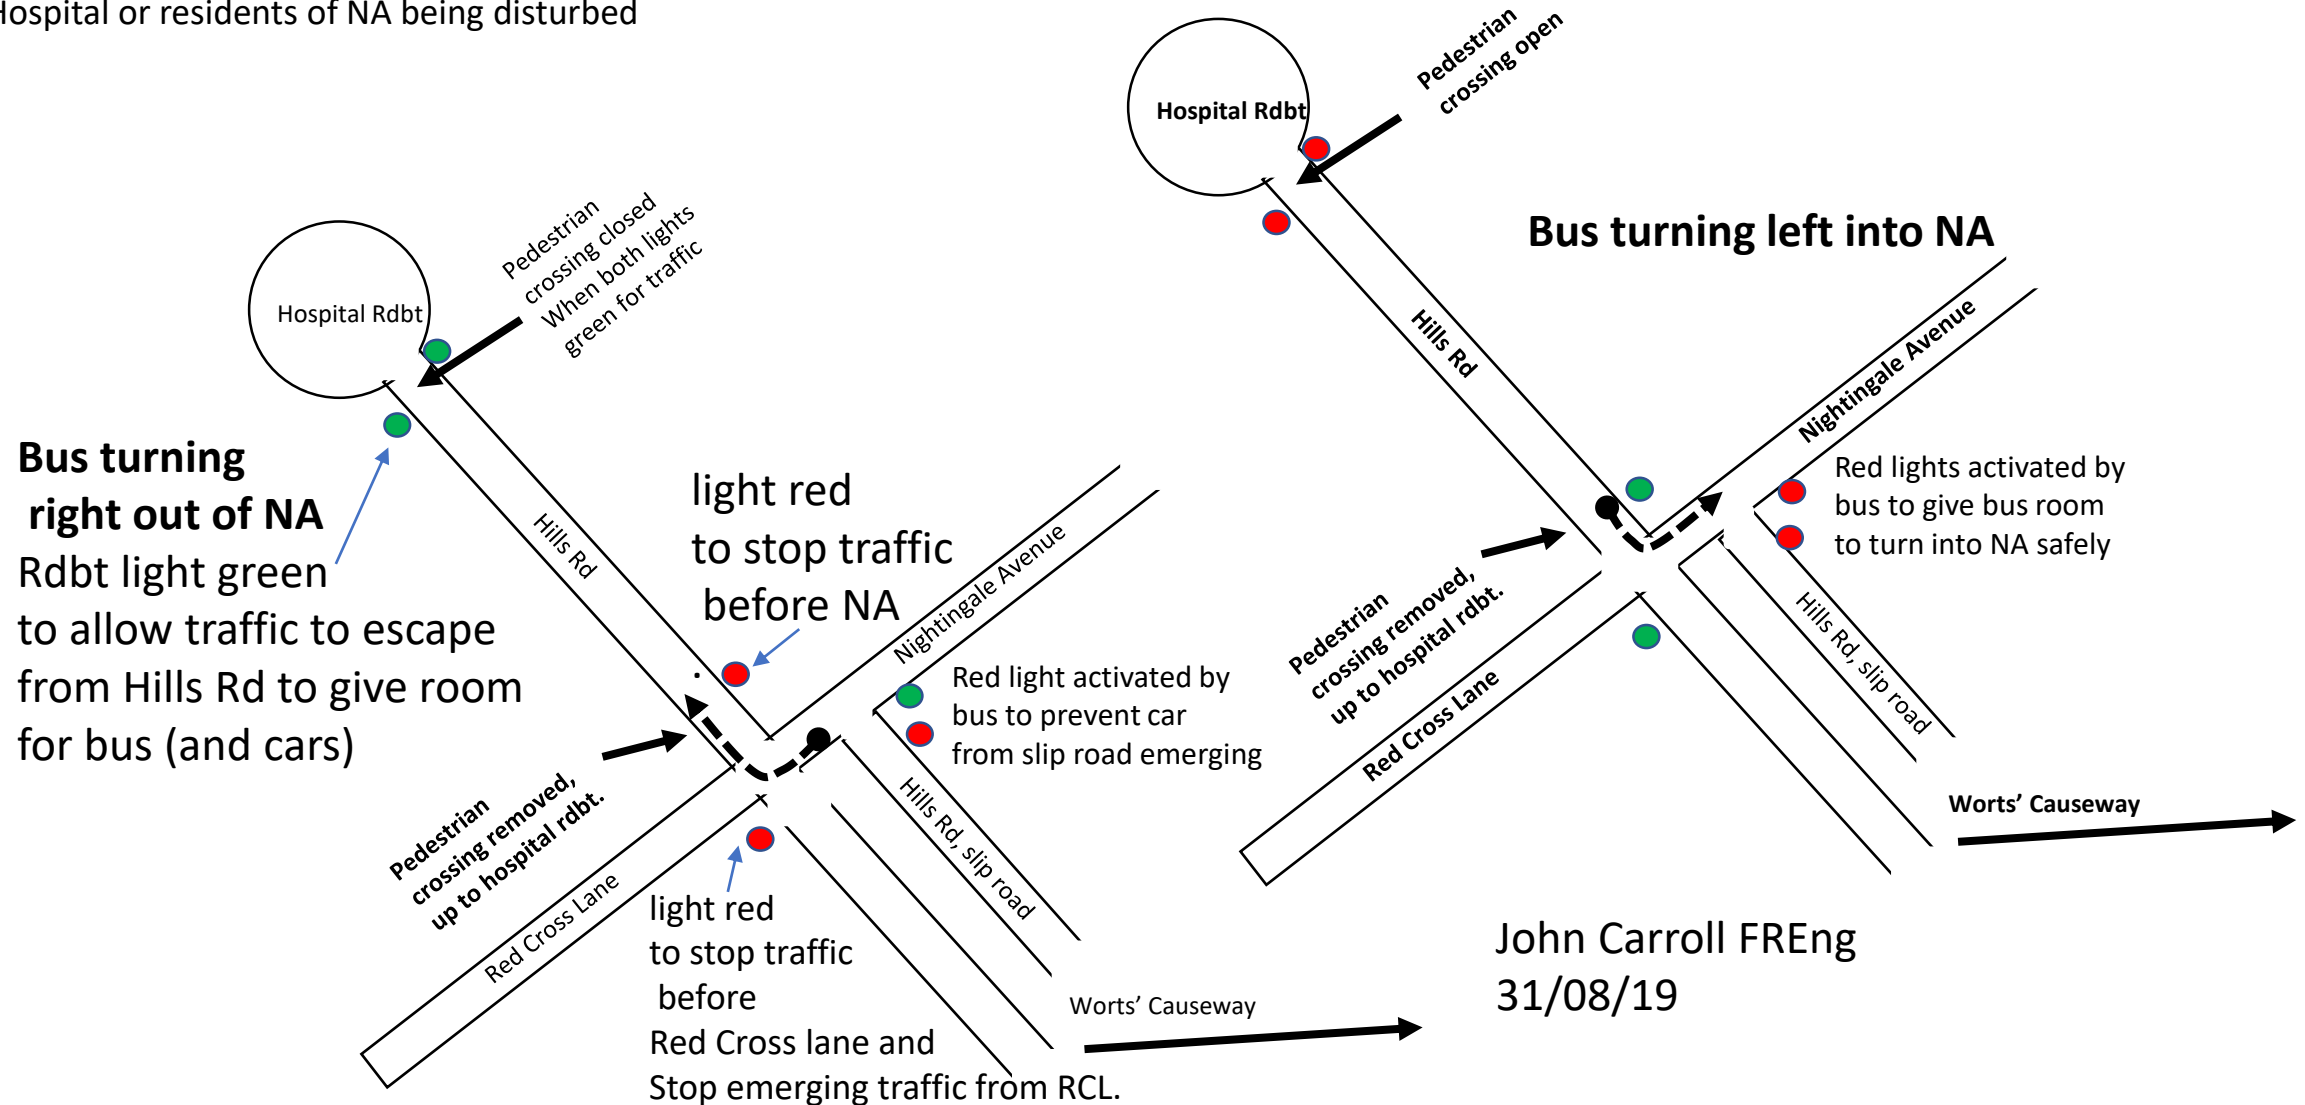 Hospital or residents of NA being disturbed
Hospital Rdbt
Pedestrian
crossing closed
When both lights
green for traffic
Bus turning
right out of NA
Rdbt light green
to allow traffic to escape
from Hills Rd to give room
for bus (and cars)
Hills Rd
light red
to stop traffic
before NA
Nightingale Avenue
Red light activated by
bus to prevent car
from slip road emerging
Pedestrian
crossing removed,
up to hospital rdbt.
Red Cross Lane
Hills Rd, slip road
light red
to stop traffic
before
Red Cross lane and
Stop emerging traffic from RCL.
Worts’ Causeway
Hospital Rdbt
Pedestrian
crossing open
Bus turning left into NA
Hills Rd
Nightingale Avenue
Red lights activated by
bus to give bus room
to turn into NA safely
Pedestrian
crossing removed,
up to hospital rdbt.
Red Cross Lane
Hills Rd, slip road
Worts’ Causeway
John Carroll FREng
31/08/19